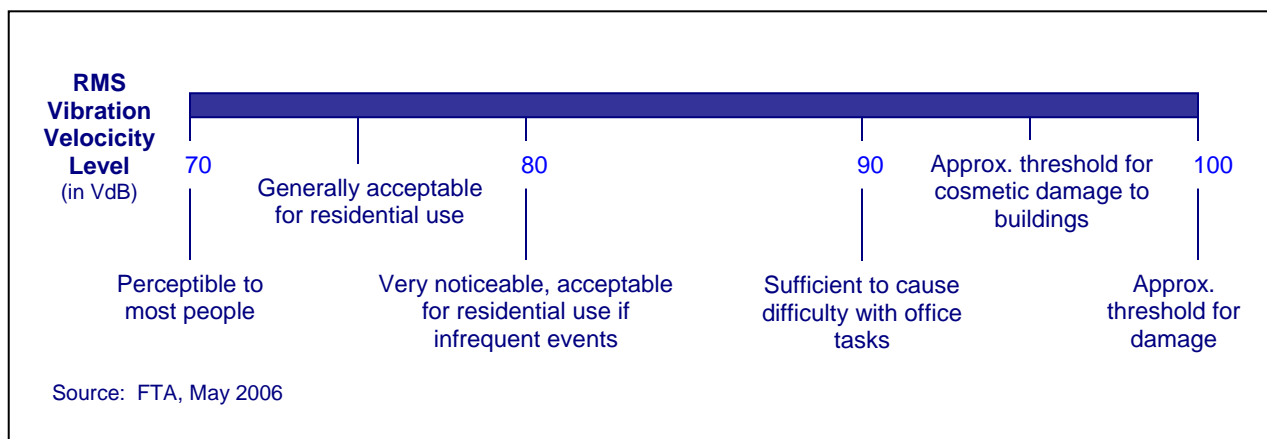 RMS
Vibration
Velocicity
Level
(in VdB)
70
80
90
100
Generally acceptable
for residential use
Approx. threshold for
cosmetic damage to
buildings
Perceptible to
most people
Very noticeable, acceptable
for residential use if
infrequent events
Sufficient to cause
difficulty with office
tasks
Approx.
threshold for
damage
Source: FTA, May 2006